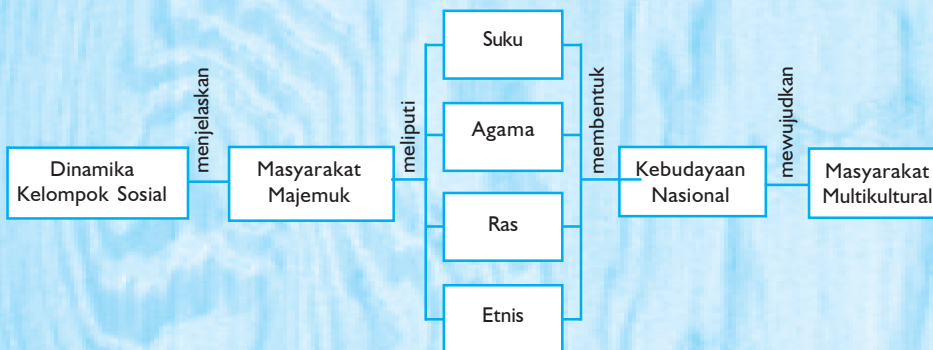 Dinamika
Kelompok Sosial
menjelaskan
Masyarakat
Majemuk
meliputi
Suku
Agama
Ras
Etnis
membentuk
Kebudayaan
Nasional
mewujudkan
Masyarakat
Multikultural